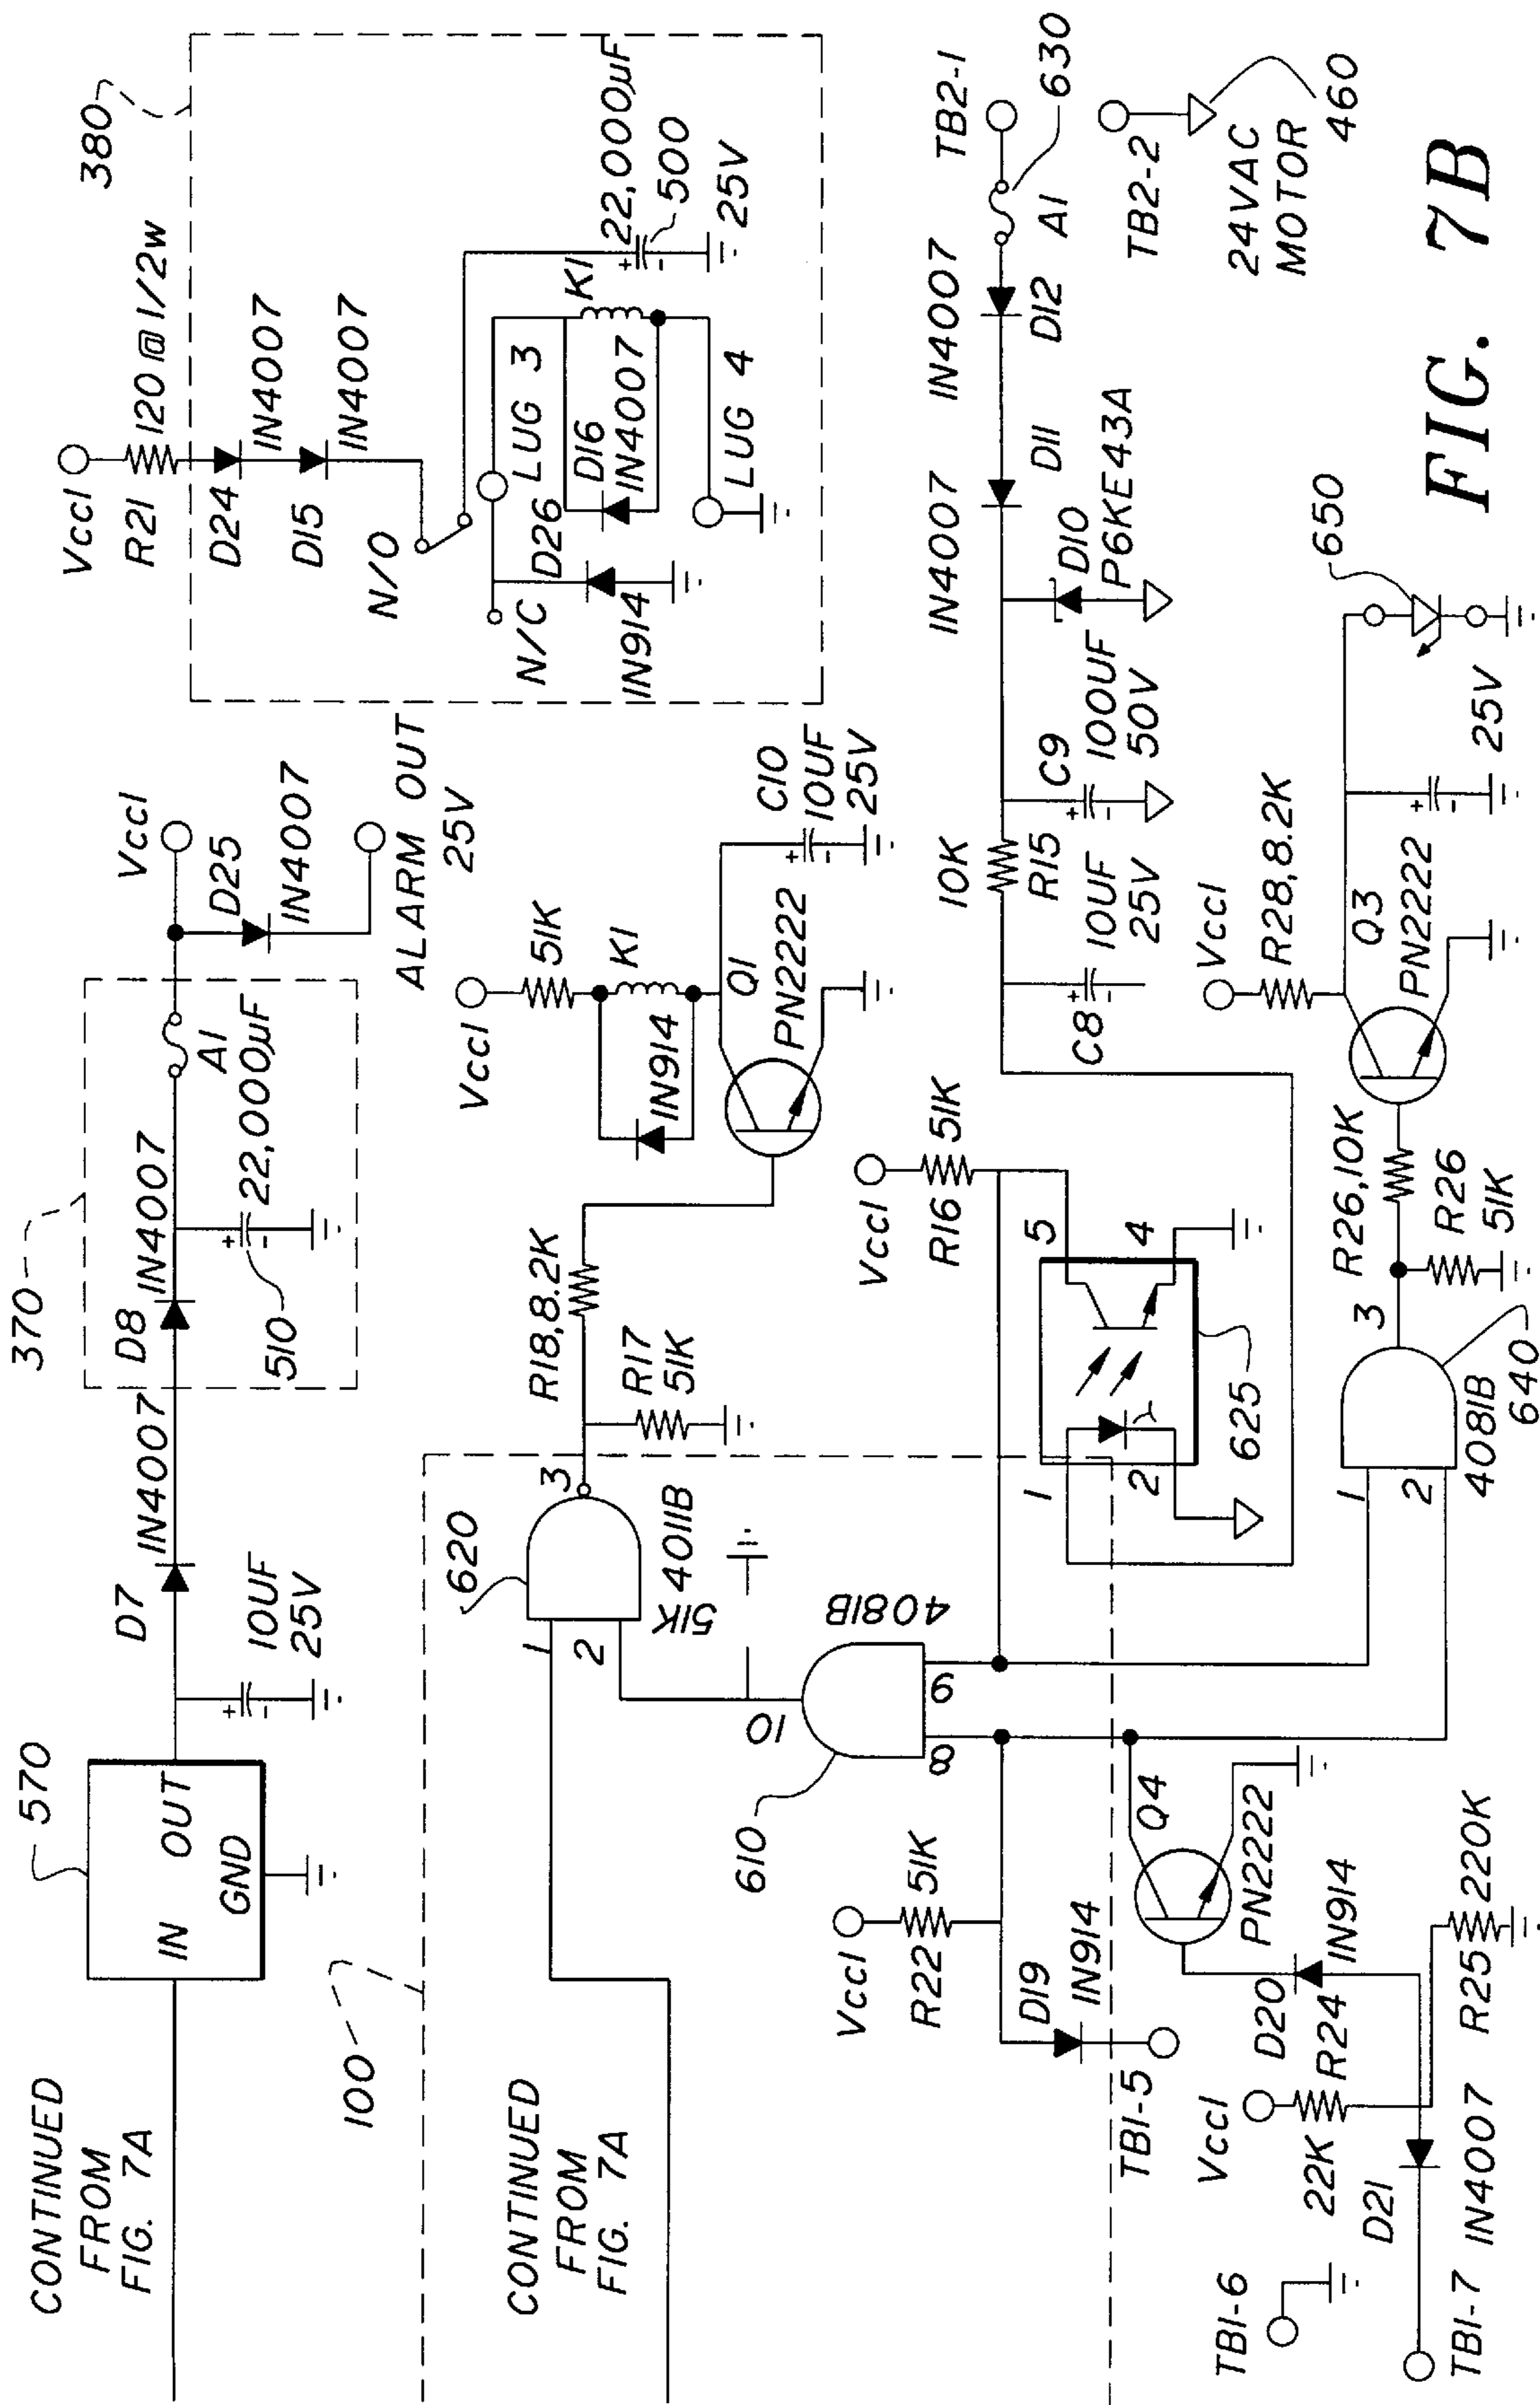 CONTINUED
FROM
FIG. 7A
570
IN
OUT
GND
10UF
25V
D7
IN4007
370
D8
IN4007
510
22,000µF
A1
Vcc1
D25
IN4007
ALARM OUT
25V
380
Vcc1
R21
120 @ 1/2w
D24
IN4007
D15
IN4007
N/O
N/C
LUG 3
D26
IN914
D16
IN4007
K1
LUG 4
22,000µF
500
25V
100
CONTINUED
FROM
FIG. 7A
620
1
2
3
4011B
51K
R18,8.2K
R17
51K
Vcc1
51K
K1
IN914
Q1
PN2222
C10
10UF
25V
610
10
4081B
8
9
Vcc1
R22
51K
D19
IN914
TB1-5
Vcc1
R16
51K
1
2
5
4
625
C8
10UF
25V
10K
R15
C9
100UF
50V
IN4007
D10
P6KE43A
D11
IN4007
D12
A1
TB2-1
630
TB2-2
24VAC
MOTOR
460
Q4
PN2222
D20
IN914
Vcc1
R24
22K
R25
220K
D21
IN4007
TB1-6
TB1-7
1
2
3
4081B
640
R26,10K
R26
51K
Vcc1
R28,8.2K
Q3
PN2222
25V
650
FIG. 7B